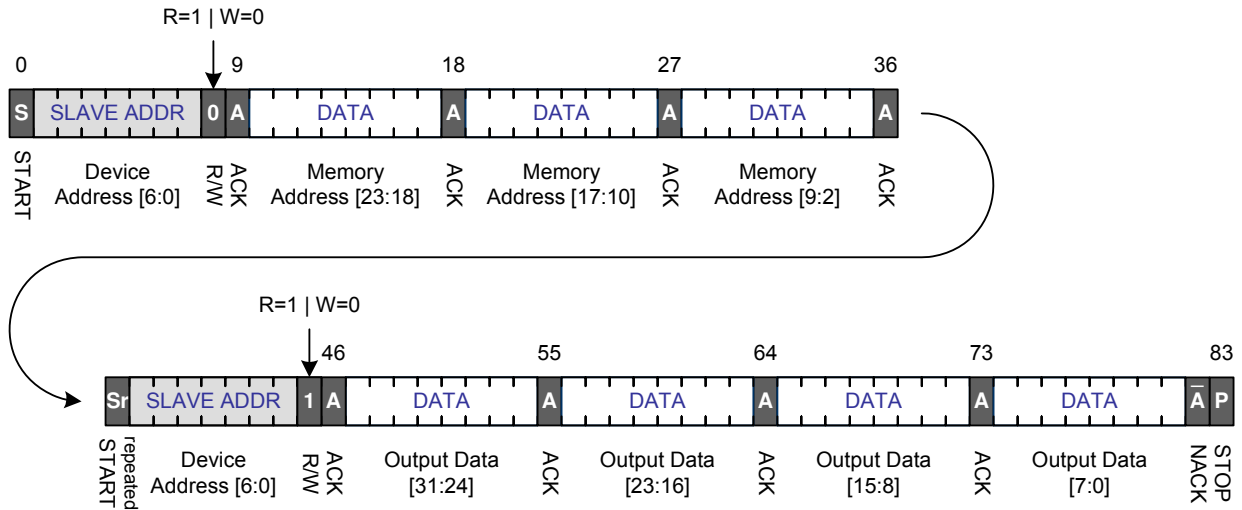 R=1 | W=0
0 9 18 27 36
S SLAVE ADDR 0 A DATA A DATA A DATA A
START Device Address [6:0] R/W ACK Memory Address [23:18] ACK Memory Address [17:10] ACK Memory Address [9:2] ACK
R=1 | W=0
46 55 64 73 83
Sr SLAVE ADDR 1 A DATA A DATA A DATA A DATA A̅ P
repeated START Device Address [6:0] R/W ACK Output Data [31:24] ACK Output Data [23:16] ACK Output Data [15:8] ACK Output Data [7:0] NACK STOP